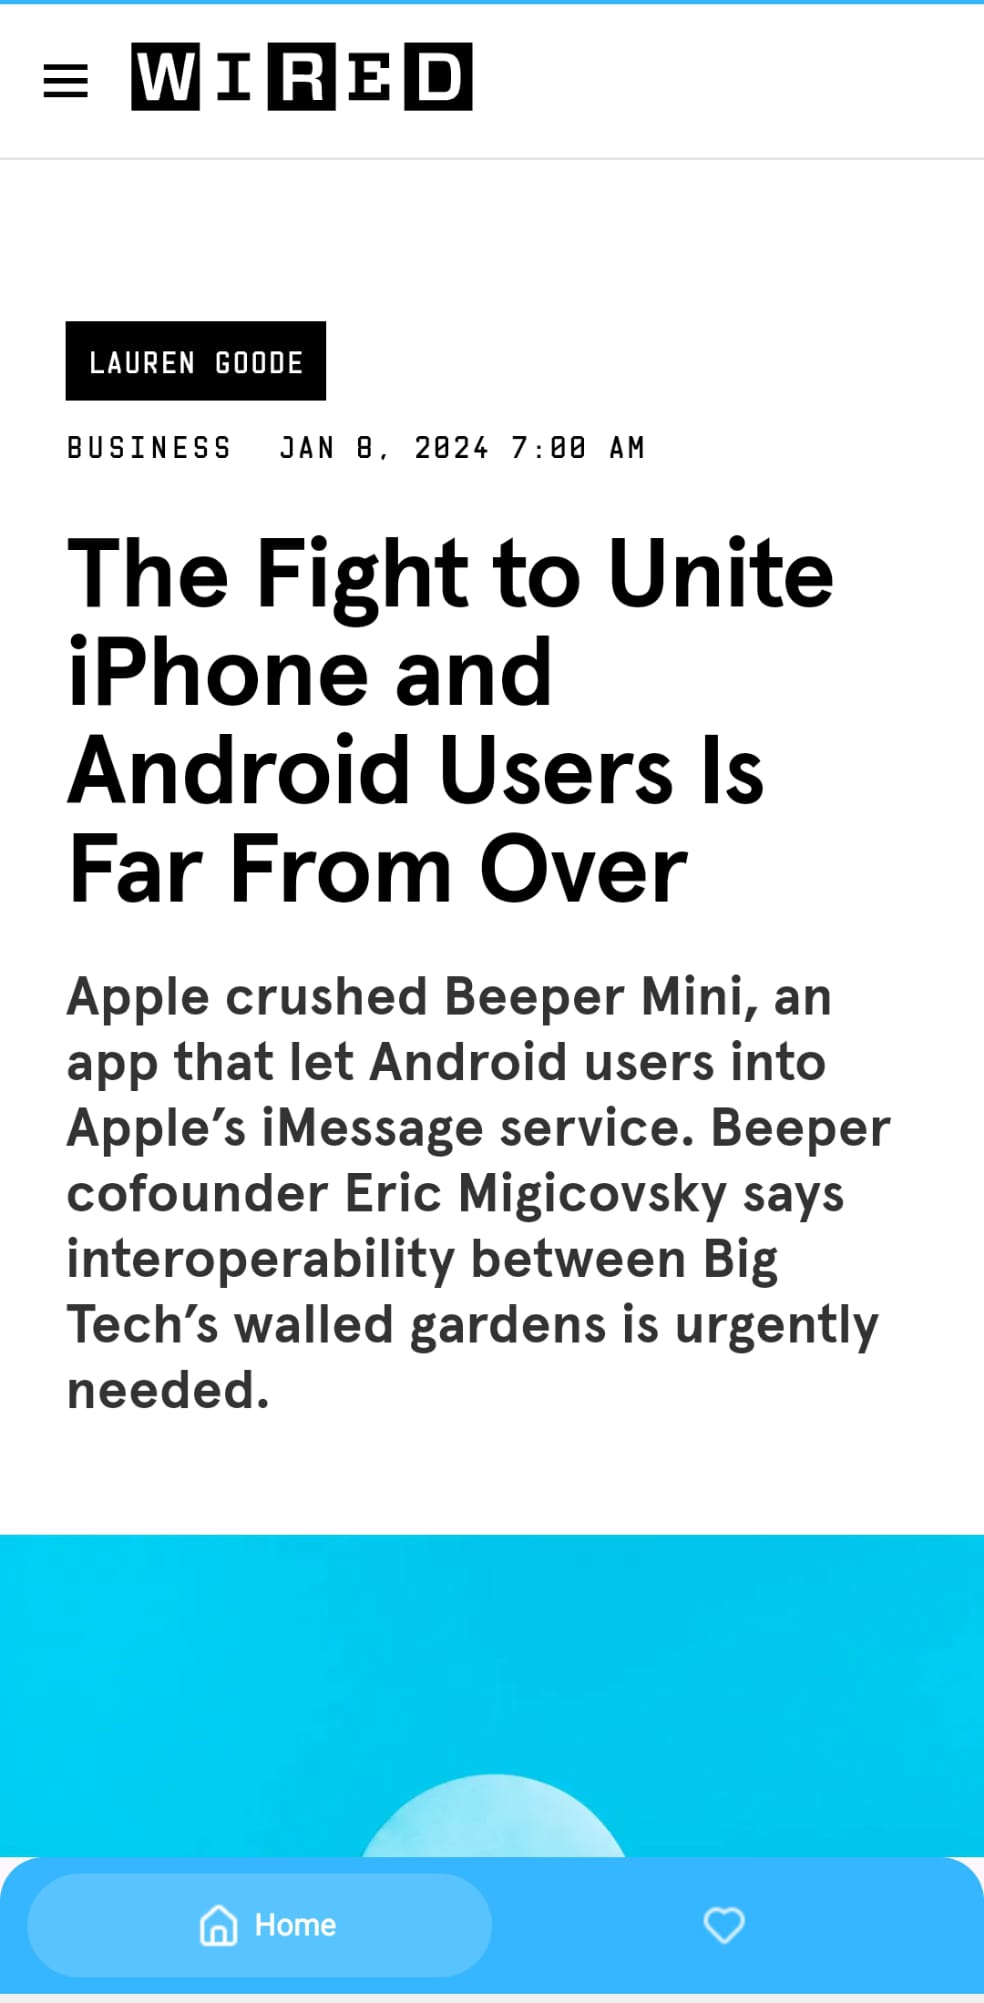 WIRED
LAUREN GOODE
BUSINESS JAN 8, 2024 7:00 AM
The Fight to Unite
iPhone and
Android Users Is
Far From Over
Apple crushed Beeper Mini, an
app that let Android users into
Apple’s iMessage service. Beeper
cofounder Eric Migicovsky says
interoperability between Big
Tech’s walled gardens is urgently
needed.
Home